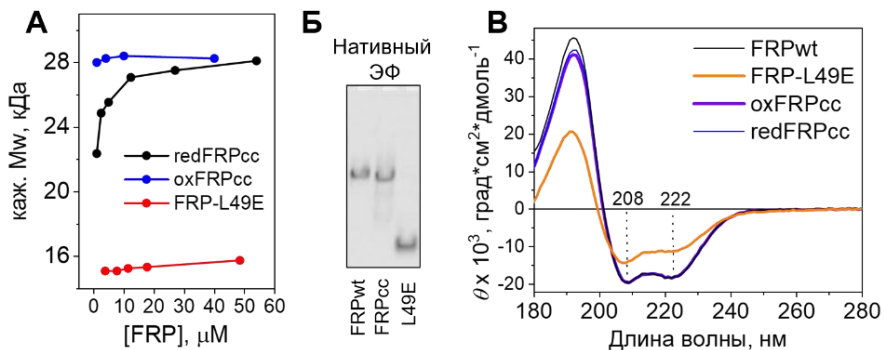 А
каж. Mw, кДа
28
24
20
16
redFRPcc
oxFRPcc
FRP-L49E
0 10 20 30 40 50 60
[FRP], μM
Б
Нативный
ЭФ
FRPwt
FRPcc
L49E
В
θ x 10³, град*см²*дмоль⁻¹
40
30
20
10
0
-10
-20
FRPwt
FRP-L49E
oxFRPcc
redFRPcc
208 222
180 200 220 240 260 280
Длина волны, нм